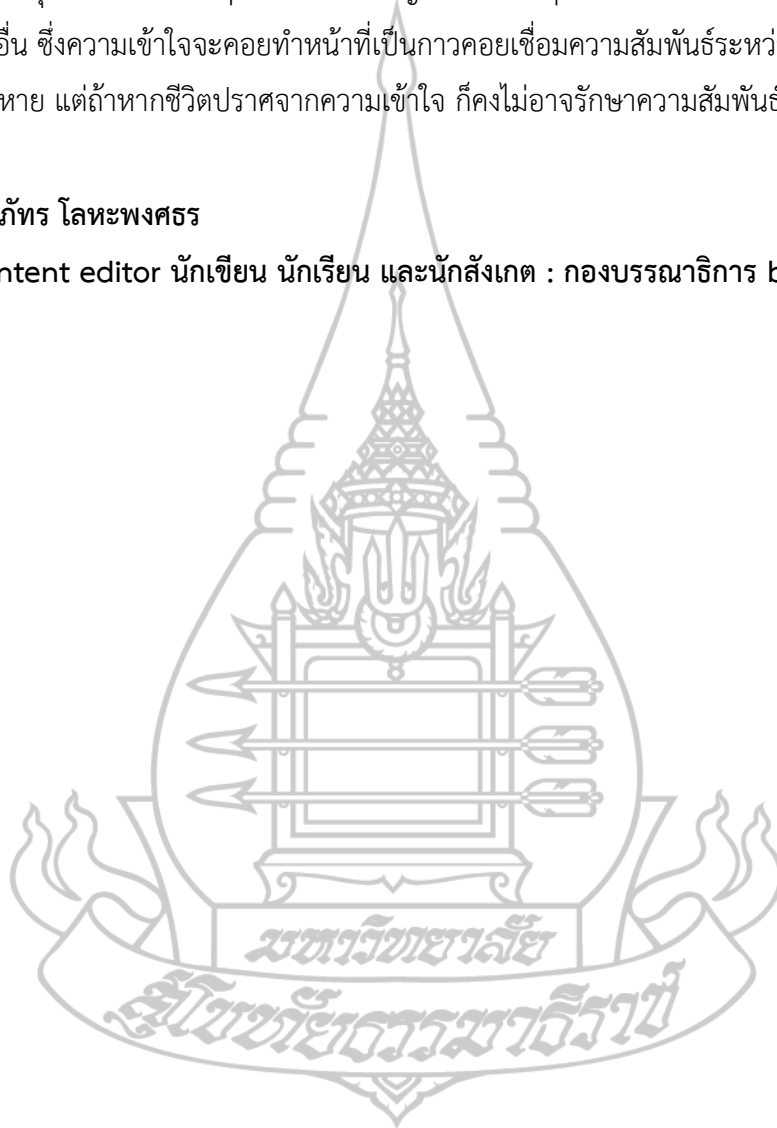 อื่น ซึ่งความเข้าใจจะคอยทำหน้าที่เป็นกาวคอยเชื่อมความสัมพันธ์ระหว่
หาย แต่ถ้าหากชีวิตปราศจากความเข้าใจ ก็คงไม่อาจรักษาความสัมพันธ์
ภัทร โลหะพงศธร
ntent editor นักเขียน นักเรียน และนักสังเกต : กองบรรณาธิการ b
มหาวิทยาลัย
สุโขทัยธรรมาธิราช